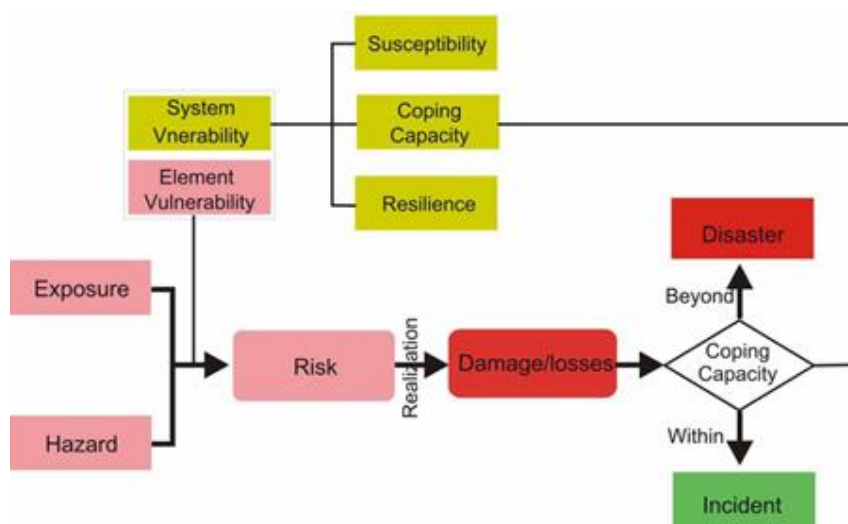 Susceptibility
System
Vnerability
Coping
Capacity
Element
Vulnerability
Resilience
Disaster
Exposure
Beyond
Risk
Realization
Damage/losses
Coping
Capacity
Hazard
Within
Incident